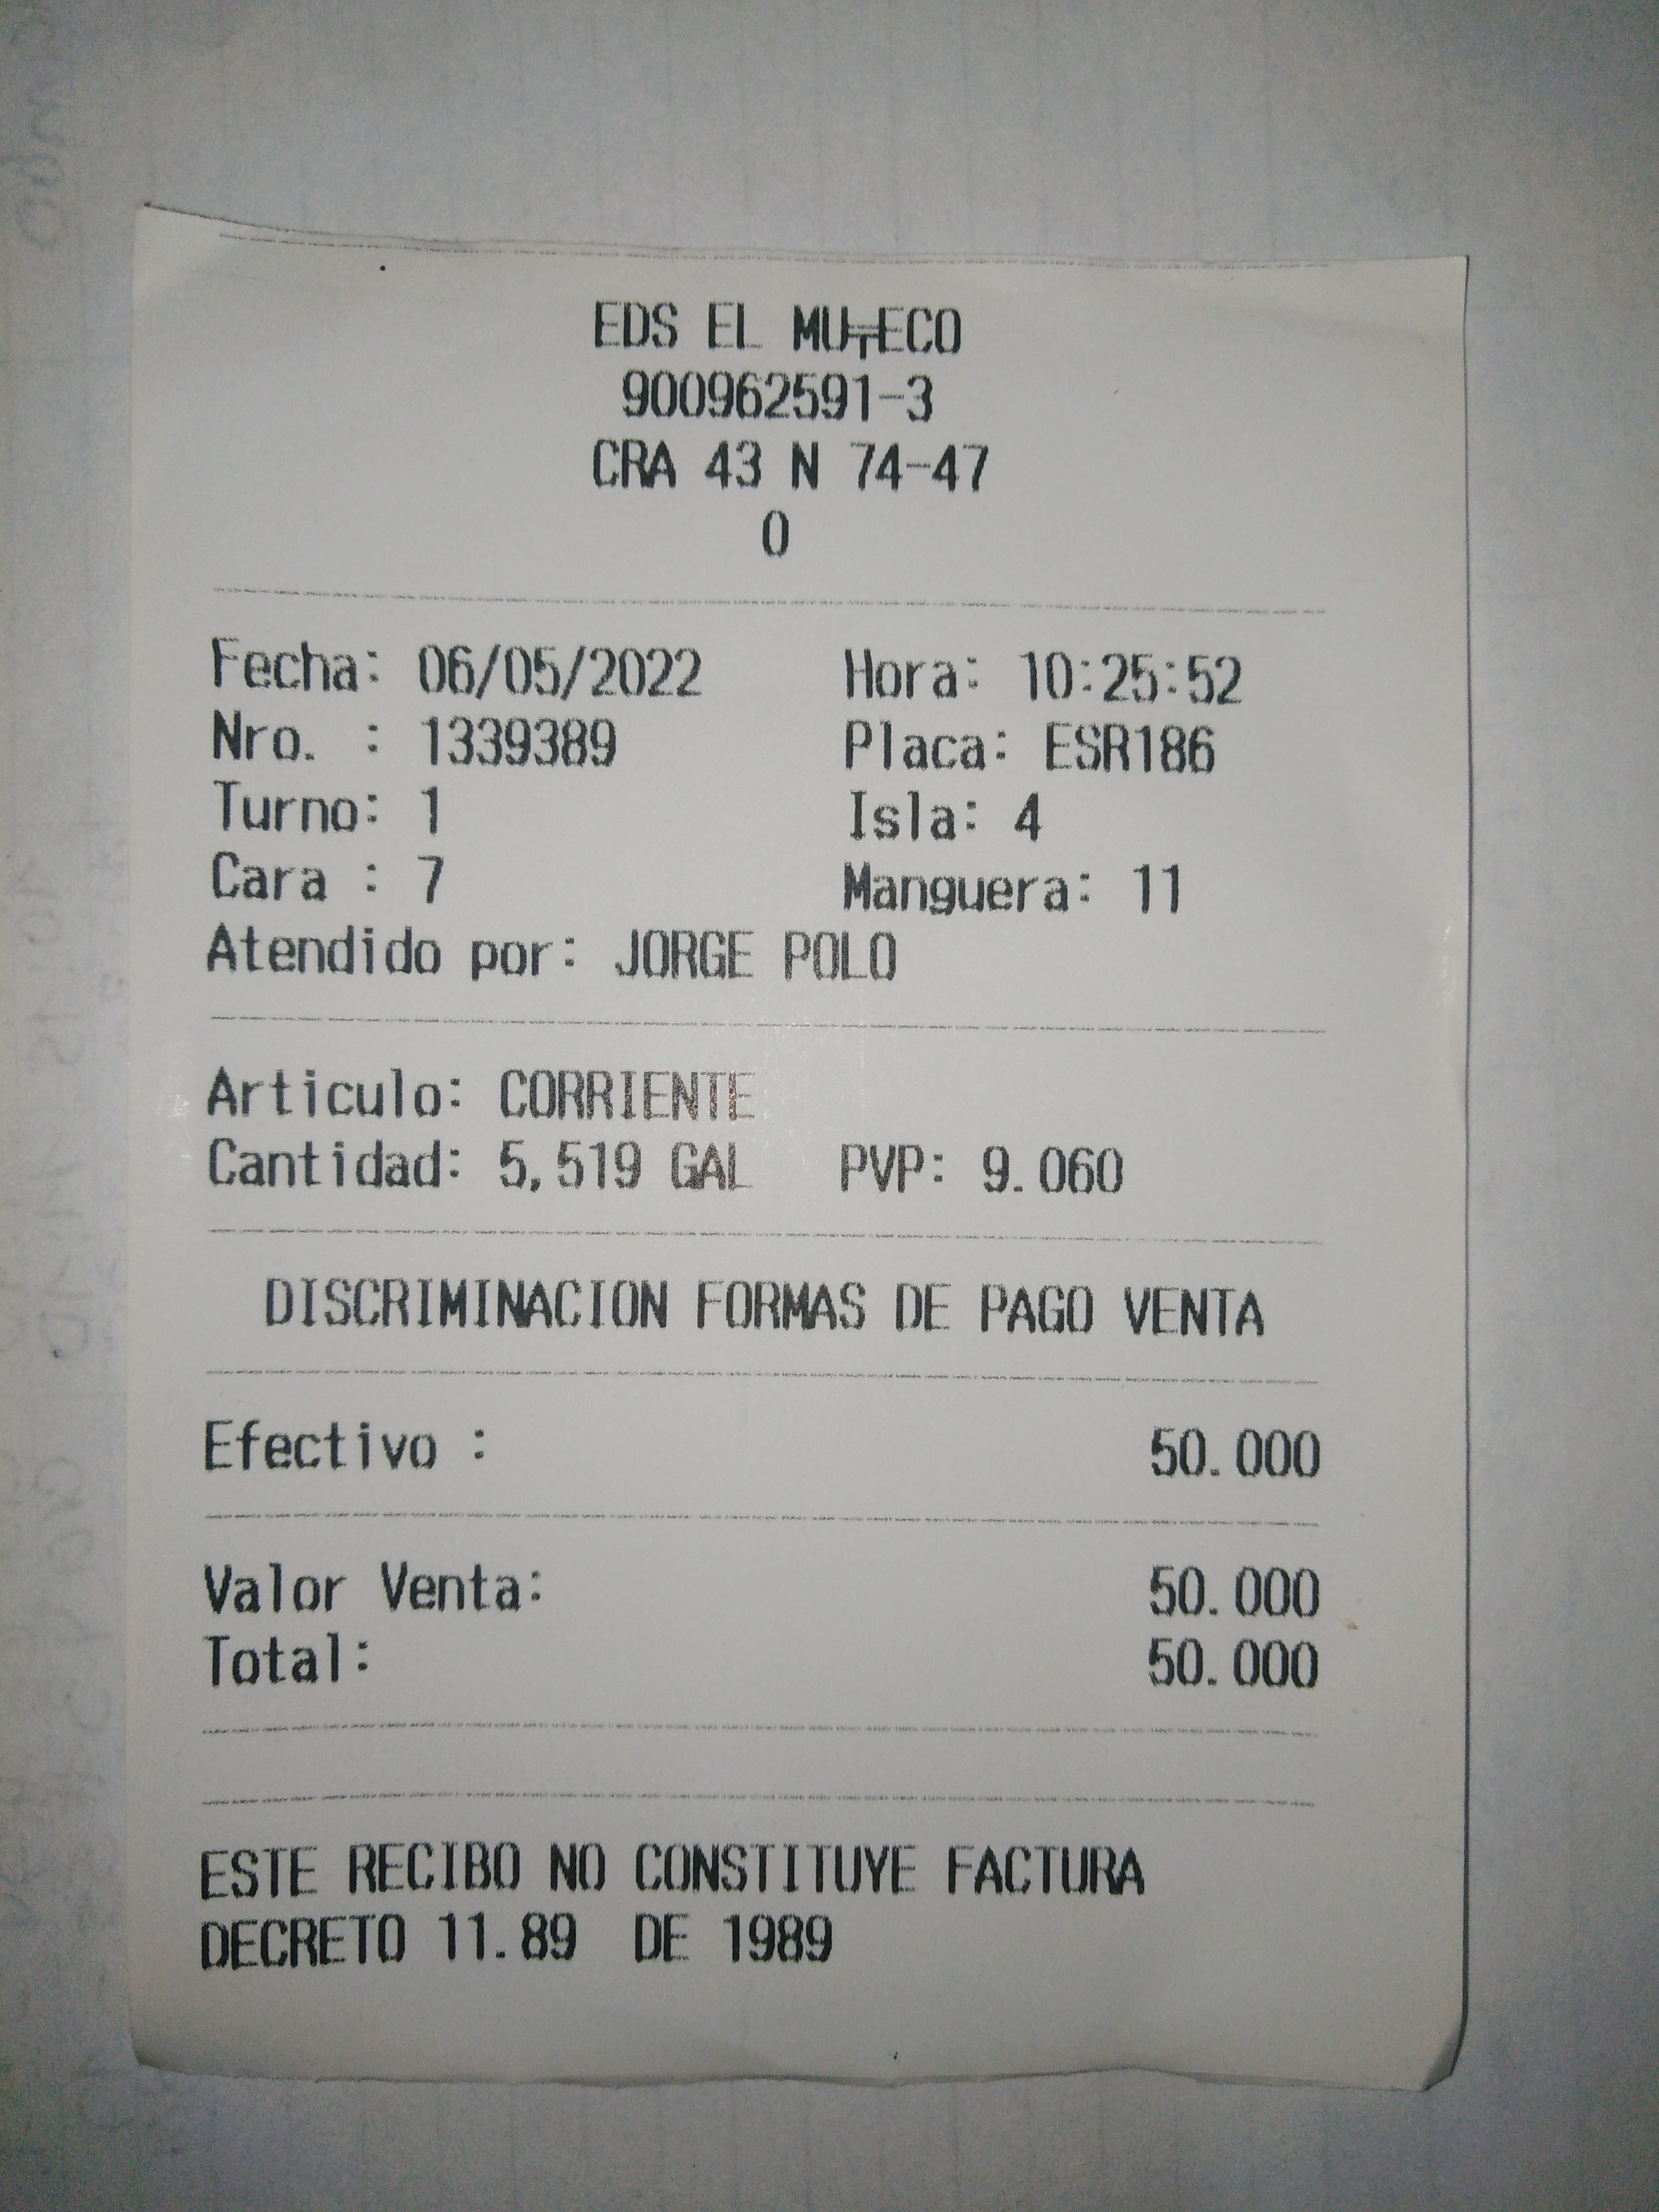 EDS EL MU╤ECO
900962591-3
CRA 43 N 74-47
0
Fecha: 06/05/2022 Hora: 10:25:52
Nro. : 1339389 Placa: ESR186
Turno: 1 Isla: 4
Cara : 7 Manguera: 11
Atendido por: JORGE POLO
Articulo: CORRIENTE
Cantidad: 5,519 GAL PVP: 9.060
DISCRIMINACION FORMAS DE PAGO VENTA
Efectivo : 50.000
Valor Venta: 50.000
Total: 50.000
ESTE RECIBO NO CONSTITUYE FACTURA
DECRETO 11.89 DE 1989